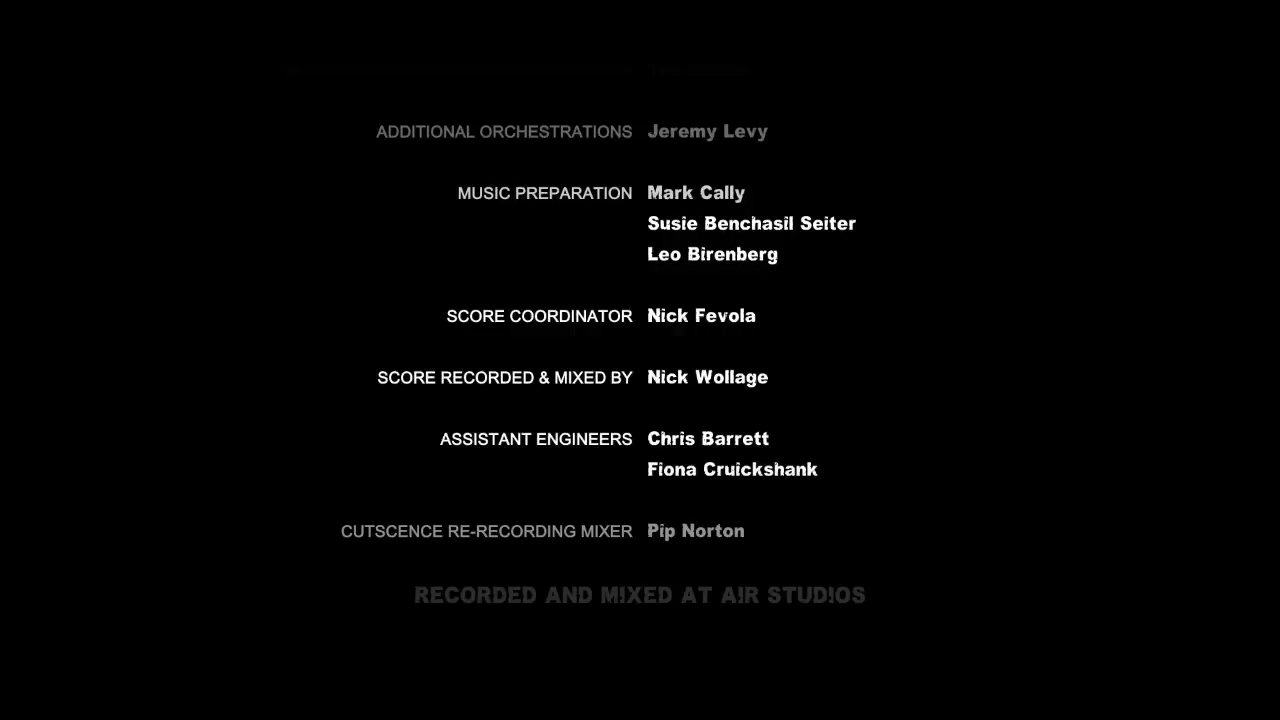 ADDITIONAL ORCHESTRATIONS Jeremy Levy
MUSIC PREPARATION Mark Cally
Susie Benchasil Seiter
Leo Birenberg
SCORE COORDINATOR Nick Fevola
SCORE RECORDED & MIXED BY Nick Wollage
ASSISTANT ENGINEERS Chris Barrett
Fiona Cruickshank
CUTSCENCE RE-RECORDING MIXER Pip Norton
RECORDED AND MIXED AT AIR STUDIOS